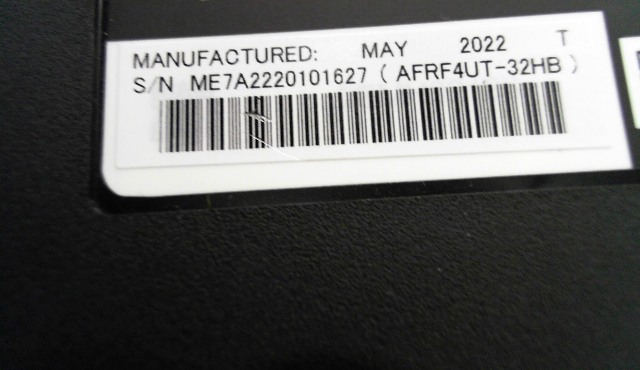 MANUFACTURED: MAY 2022 T
S/N ME7A2220101627 ( AFRF4UT-32HB )